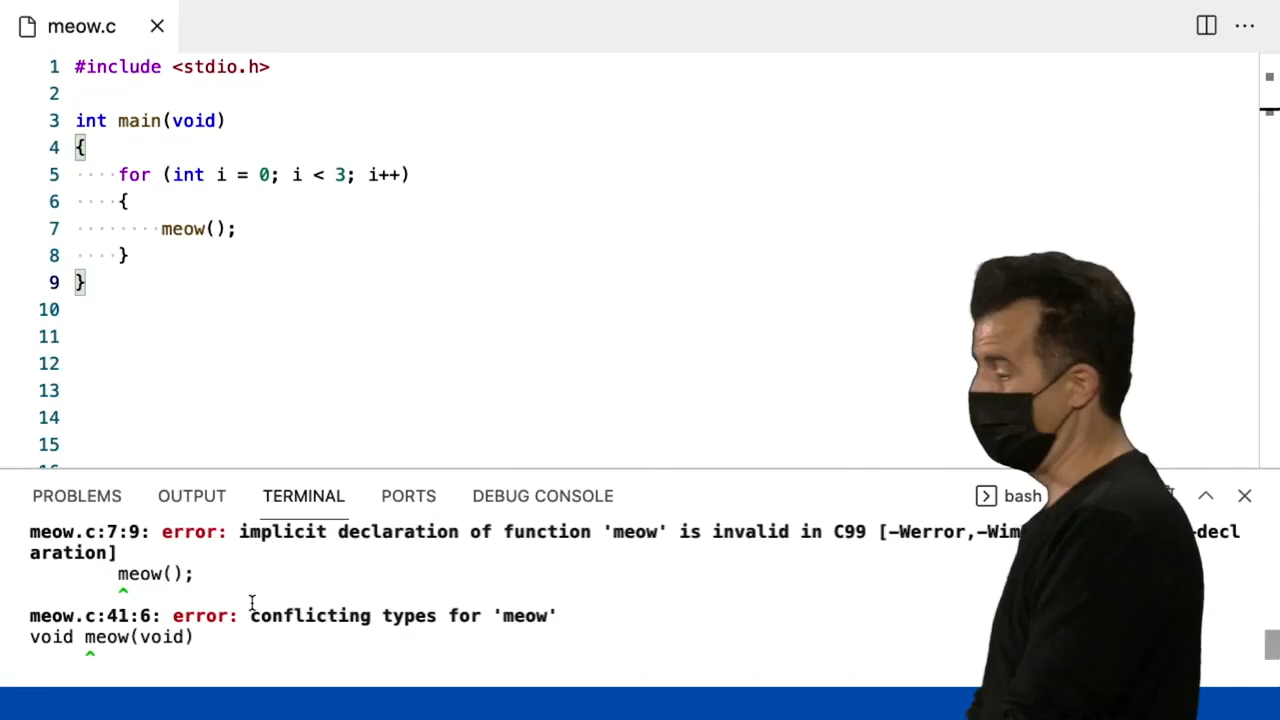 meow.c
1 #include <stdio.h>
2
3 int main(void)
4 {
5 ····for (int i = 0; i < 3; i++)
6 ····{
7 ········meow();
8 ····}
9 }
10
11
12
13
14
15
PROBLEMS OUTPUT TERMINAL PORTS DEBUG CONSOLE bash
meow.c:7:9: error: implicit declaration of function 'meow' is invalid in C99 [-Werror,-Wim
aration]
meow();
^
meow.c:41:6: error: conflicting types for 'meow'
void meow(void)
^